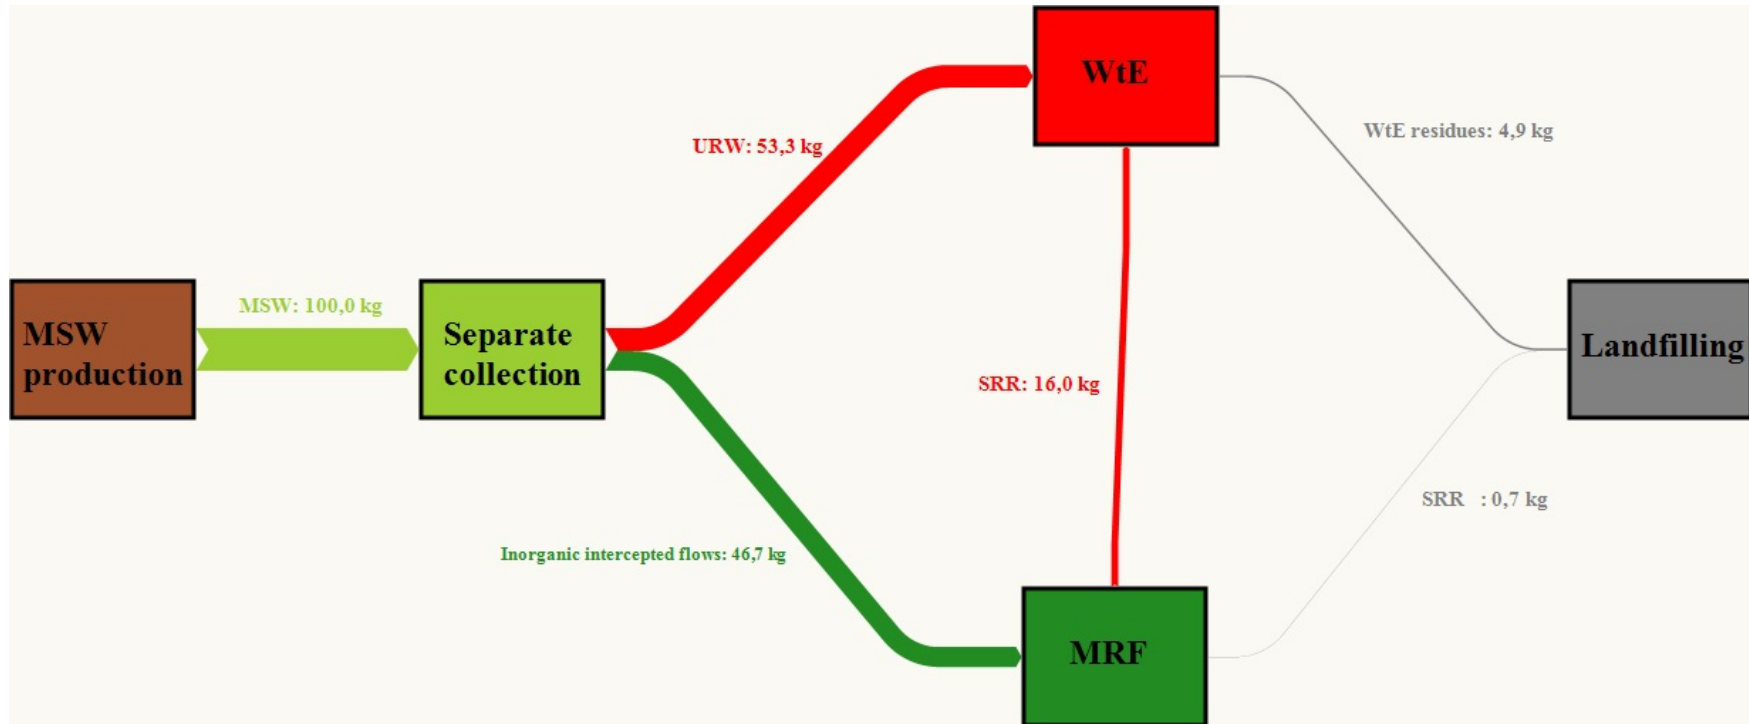 WtE
WtE residues: 4,9 kg
URW: 53,3 kg
MSW: 100,0 kg
MSW
production
Separate
collection
Landfilling
SRR: 16,0 kg
SRR : 0,7 kg
Inorganic intercepted flows: 46,7 kg
MRF